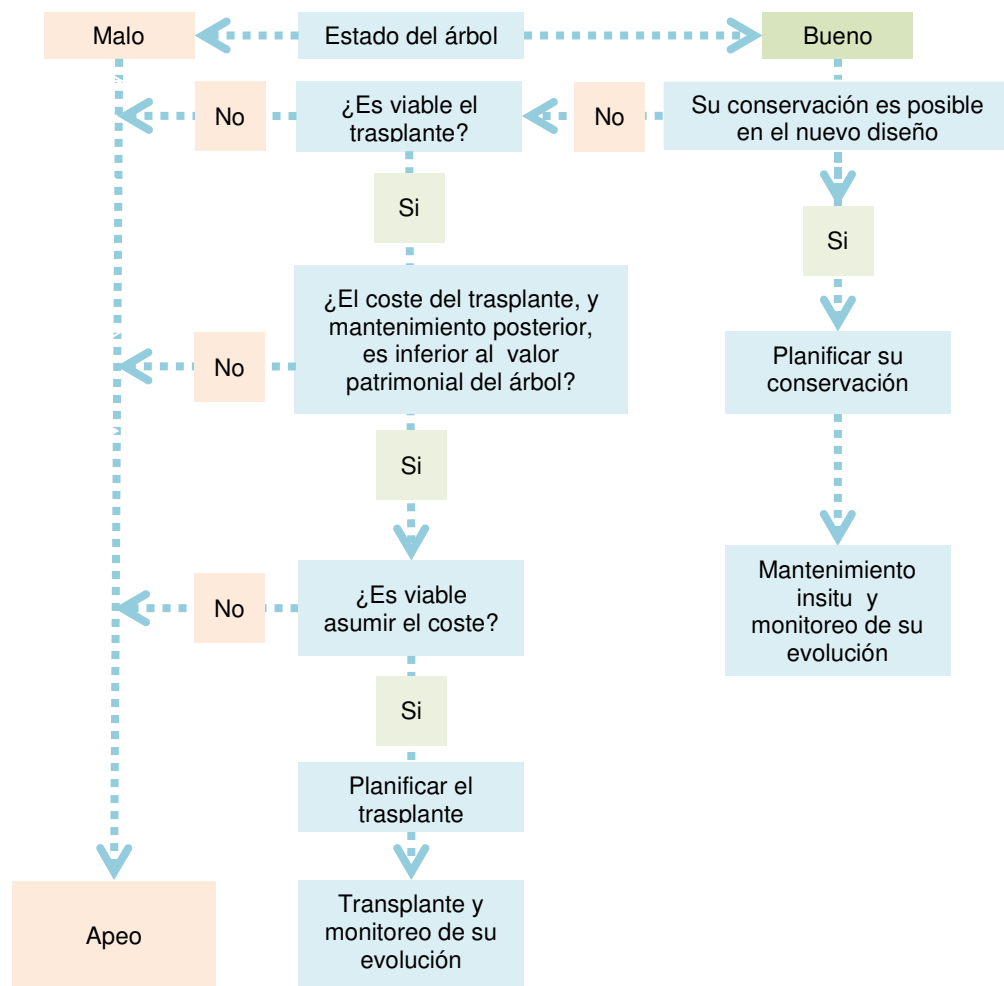 Malo
Estado del árbol
Bueno
No
¿Es viable el
trasplante?
No
Su conservación es posible
en el nuevo diseño
Si
Si
¿El coste del trasplante, y
mantenimiento posterior,
es inferior al valor
patrimonial del árbol?
No
Planificar su
conservación
Si
No
¿Es viable
asumir el coste?
Mantenimiento
insitu y
monitoreo de su
evolución
Si
Planificar el
trasplante
Apeo
Transplante y
monitoreo de su
evolución